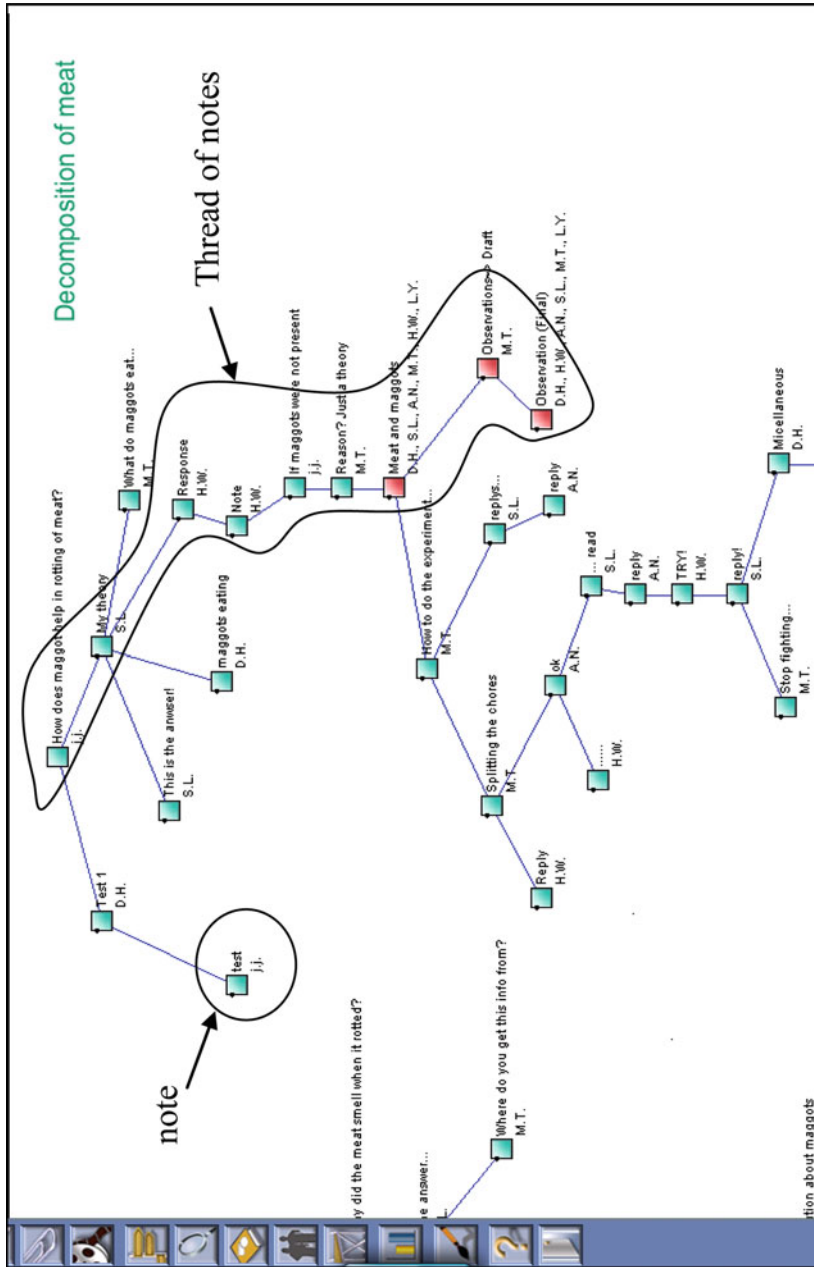 Decomposition of meat
Thread of notes
note
How does maggot help in rotting of meat?
j.j.
Test 1
D.H.
test
j.j.
My theory
S.L.
This is the anwser!
S.L.
maggots eating
D.H.
What do maggots eat...
M.T.
Response
H.W.
Note
H.W.
If maggots were not present
j.j.
Reason? Just a theory
M.T.
Meat and maggots
D.H., S.L., A.N., M.T., H.W., L.Y.
Observations~> Draft
M.T.
Observation (Final)
D.H., H.W., A.N., S.L., M.T., L.Y.
How to do the experiment...
M.T.
replys...
S.L.
reply
A.N.
Splitting the chores
M.T.
Reply
H.W.
ok
A.N.
......
H.W.
... read
S.L.
reply
A.N.
TRY!
H.W.
reply!
S.L.
Stop fighting...
M.T.
Micellaneous
D.H.
y did the meat smell when it rotted?
ne answer...
L.
Where do you get this info from?
M.T.
tion about maggots